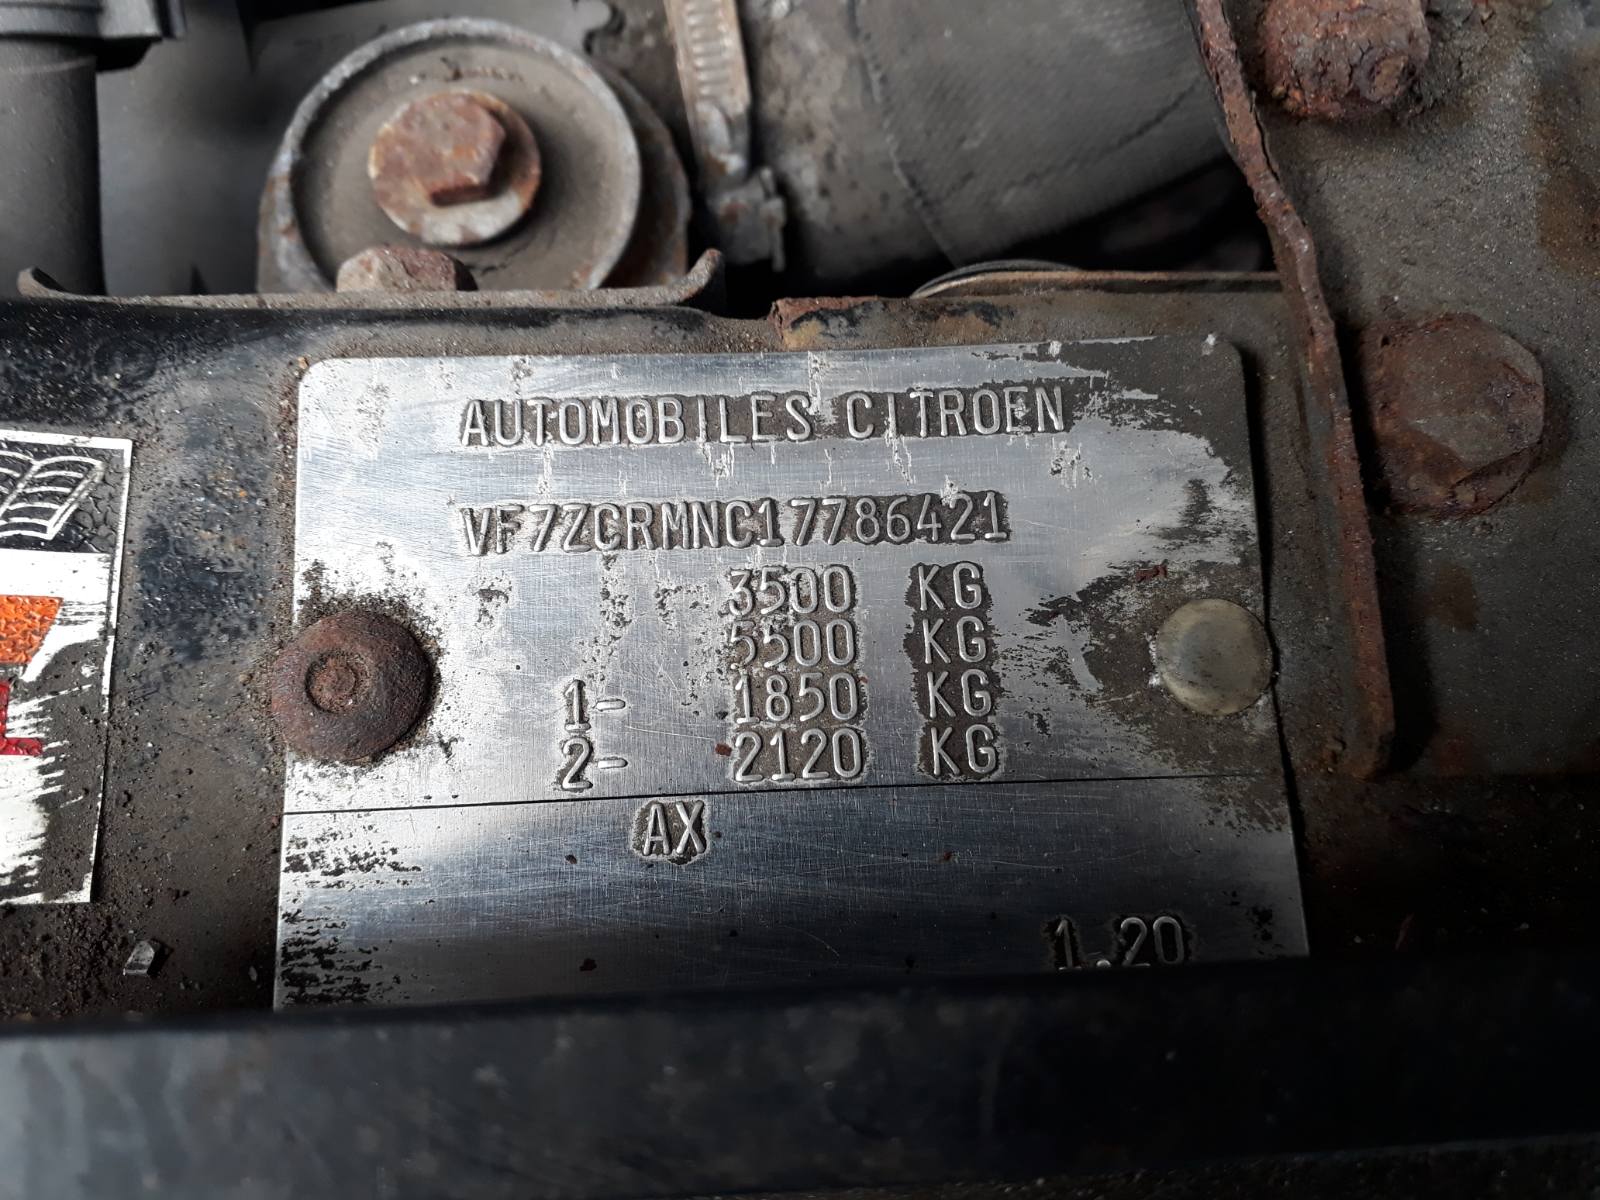 AUTOMOBILES CITROEN
VF7ZCRMNC17786421
3500 KG
5500 KG
1- 1850 KG
2- 2120 KG
AX
1.20